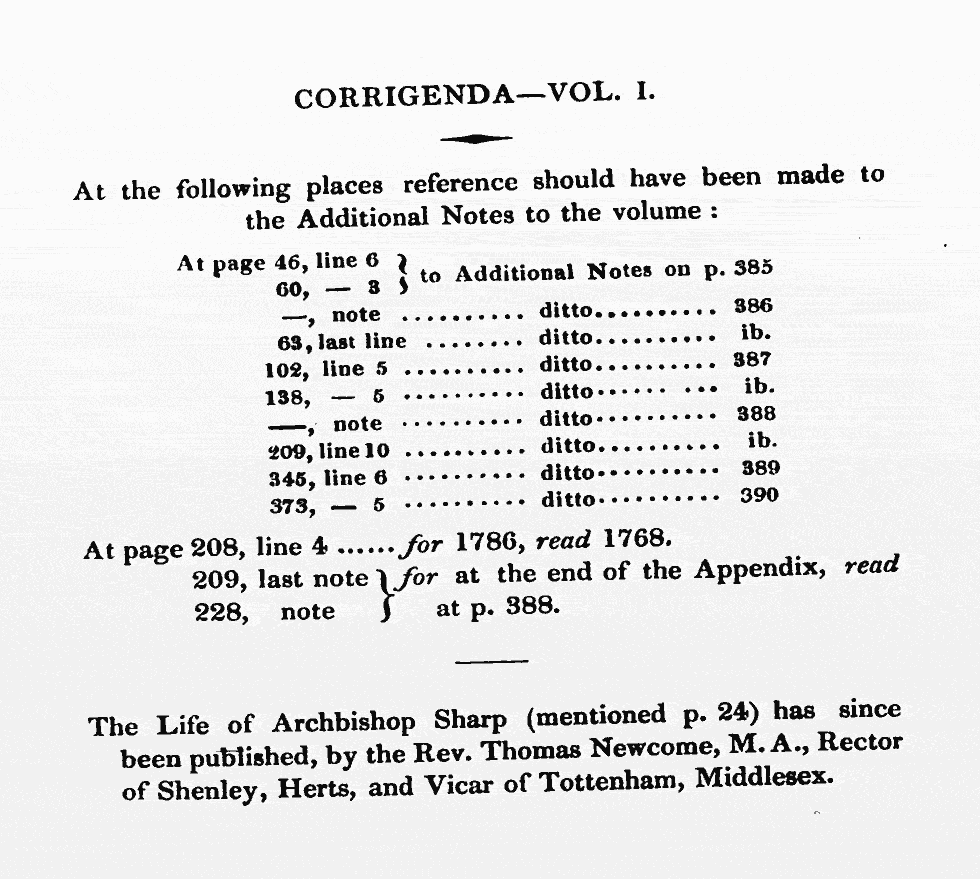 CORRIGENDA—VOL. I.
At the following places reference should have been made to
the Additional Notes to the volume :
At page 46, line 6 } to Additional Notes on p. 385
60, — 3 }
—, note .......... ditto.......... 386
63, last line ........ ditto.......... ib.
102, line 5 .......... ditto.......... 387
138, — 5 .......... ditto...... ... ib.
——, note .......... ditto.......... 388
209, line 10 .......... ditto.......... ib.
345, line 6 .......... ditto.......... 389
373, — 5 .......... ditto.......... 390
At page 208, line 4 ...... for 1786, read 1768.
209, last note } for at the end of the Appendix, read
228, note } at p. 388.
The Life of Archbishop Sharp (mentioned p. 24) has since
been published, by the Rev. Thomas Newcome, M. A., Rector
of Shenley, Herts, and Vicar of Tottenham, Middlesex.